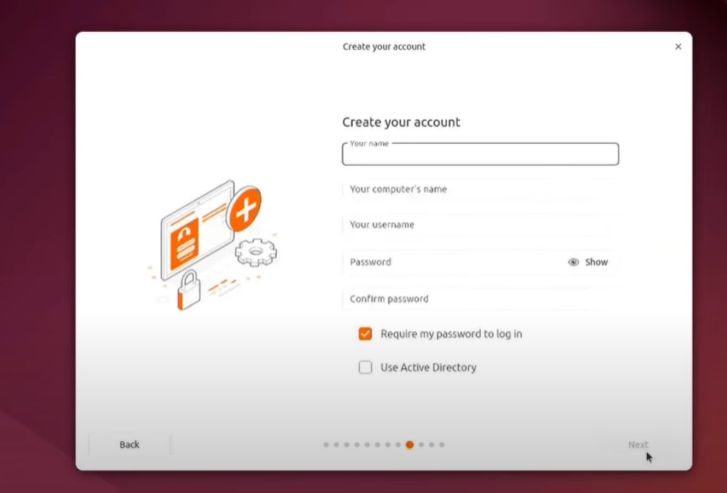 Create your account
Create your account
Your name
Your computer's name
Your username
Password
Show
Confirm password
Require my password to log in
Use Active Directory
Back
Next